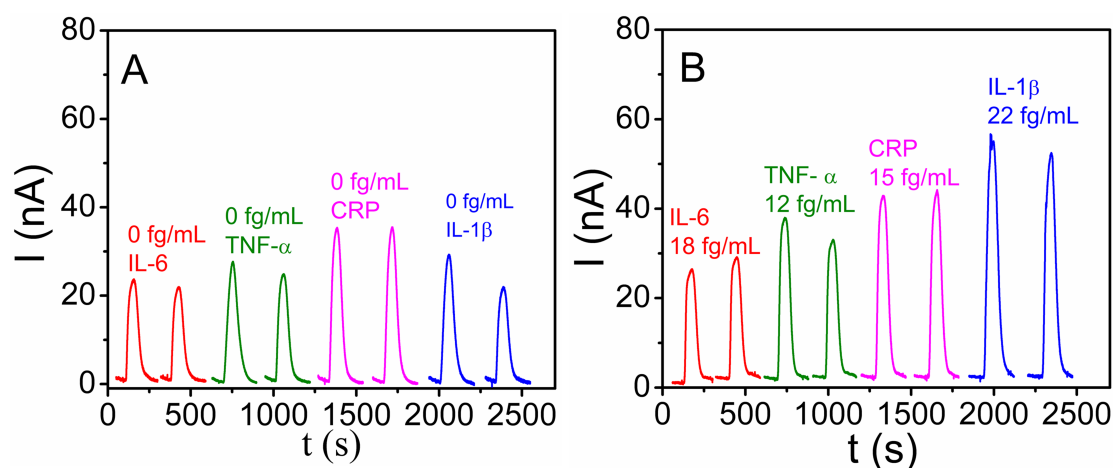 A
I (nA)
80
60
40
20
0
0 fg/mL
IL-6
0 fg/mL
TNF-α
0 fg/mL
CRP
0 fg/mL
IL-1β
0 500 1000 1500 2000 2500
t (s)
B
I (nA)
80
60
40
20
0
IL-6
18 fg/mL
TNF- α
12 fg/mL
CRP
15 fg/mL
IL-1β
22 fg/mL
0 500 1000 1500 2000 2500
t (s)